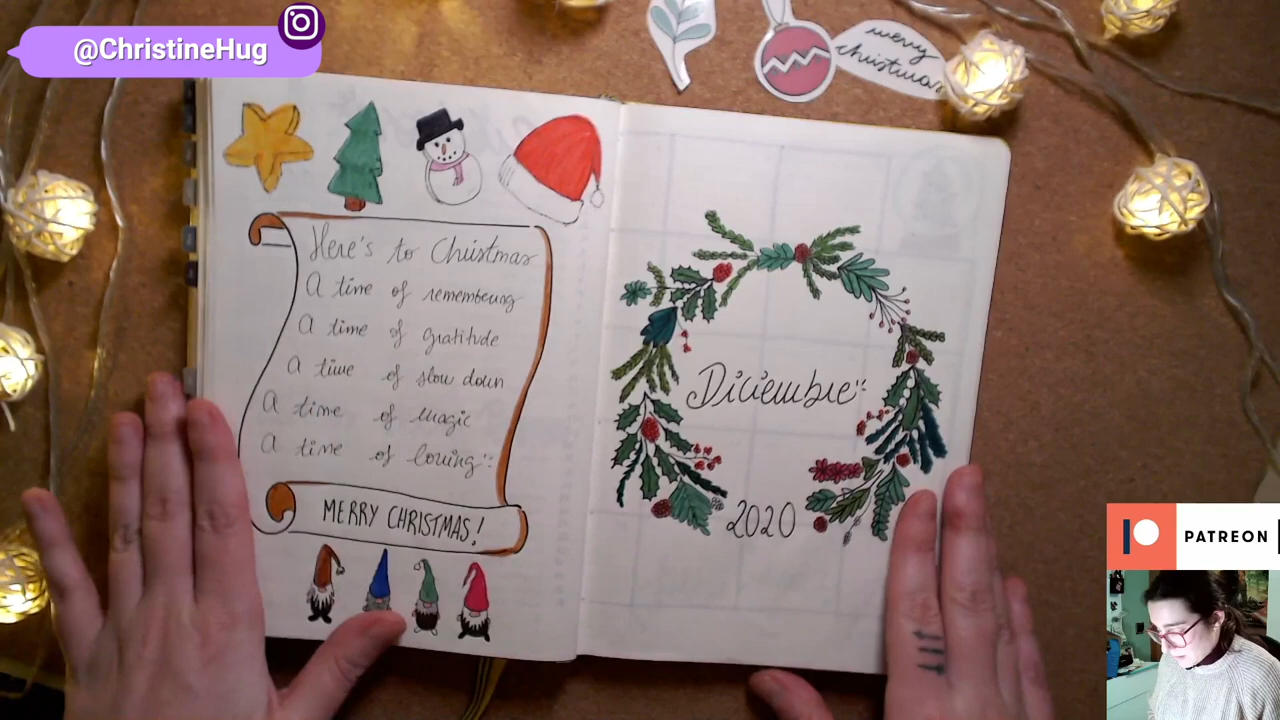 @ChristineHug
merry
christmas
Here's to Christmas
A time of remembering
A time of gratitude
A time of slow down
A time of magic
A time of loving
MERRY CHRISTMAS!
Diciembre
2020
PATREON